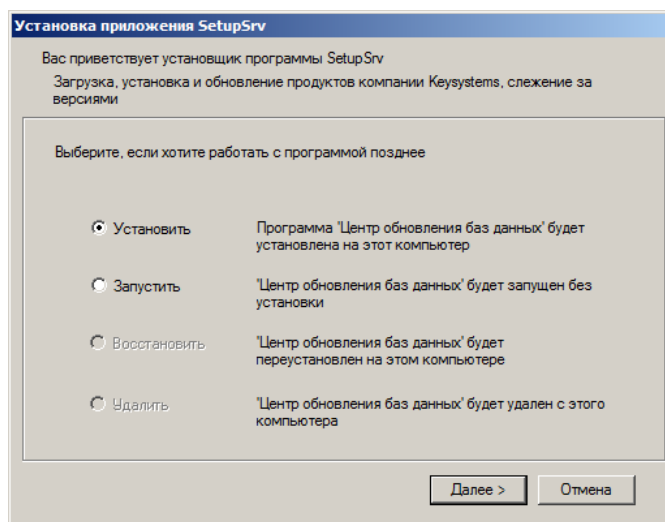 Установка приложения SetupSrv
Вас приветствует установщик программы SetupSrv
Загрузка, установка и обновление продуктов компании Keysystems, слежение за
версиями
Выберите, если хотите работать с программой позднее
Установить
Программа 'Центр обновления баз данных' будет
установлена на этот компьютер
Запустить
'Центр обновления баз данных' будет запущен без
установки
Восстановить
'Центр обновления баз данных' будет
переустановлен на этом компьютере
Удалить
'Центр обновления баз данных' будет удален с этого
компьютера
Далее >
Отмена